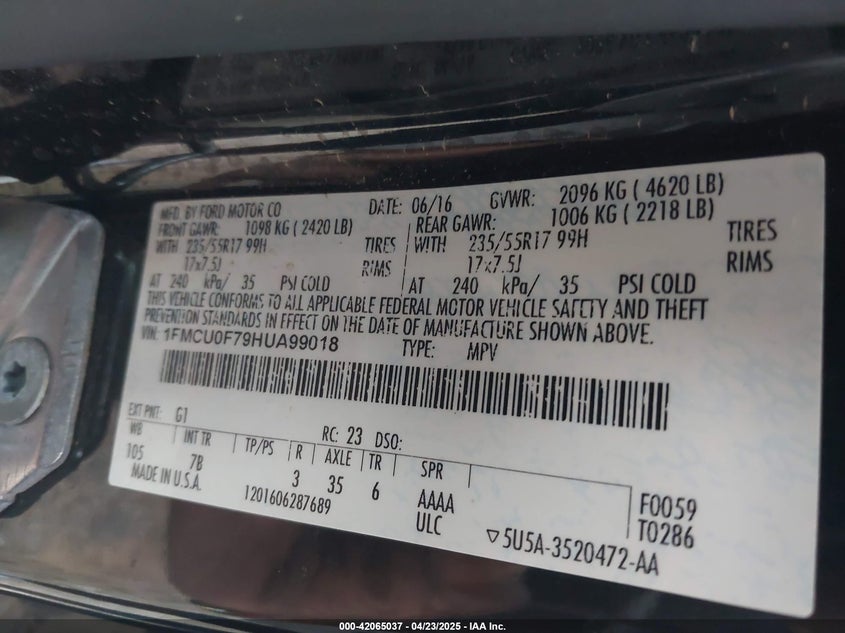 MFD. BY FORD MOTOR CO DATE: 06/16 GVWR: 2096 KG ( 4620 LB)
FRONT GAWR: 1098 KG ( 2420 LB) REAR GAWR: 1006 KG ( 2218 LB)
WITH 235/55R17 99H TIRES WITH 235/55R17 99H TIRES
17x7.5J RIMS 17x7.5J RIMS
AT 240 kPa/ 35 PSI COLD AT 240 kPa/ 35 PSI COLD
THIS VEHICLE CONFORMS TO ALL APPLICABLE FEDERAL MOTOR VEHICLE SAFETY AND THEFT
PREVENTION STANDARDS IN EFFECT ON THE DATE OF MANUFACTURE SHOWN ABOVE.
VIN: 1FMCU0F79HUA99018 TYPE: MPV
EXT PNT: G1 RC: 23 DSO:
WB INT TR TP/PS R AXLE TR SPR
105 7B 3 35 6 AAAA F0059
MADE IN U.S.A. 1201606287689 ULC T0286
▽5U5A-3520472-AA
000-42065037 - 04/23/2025 - IAA Inc.